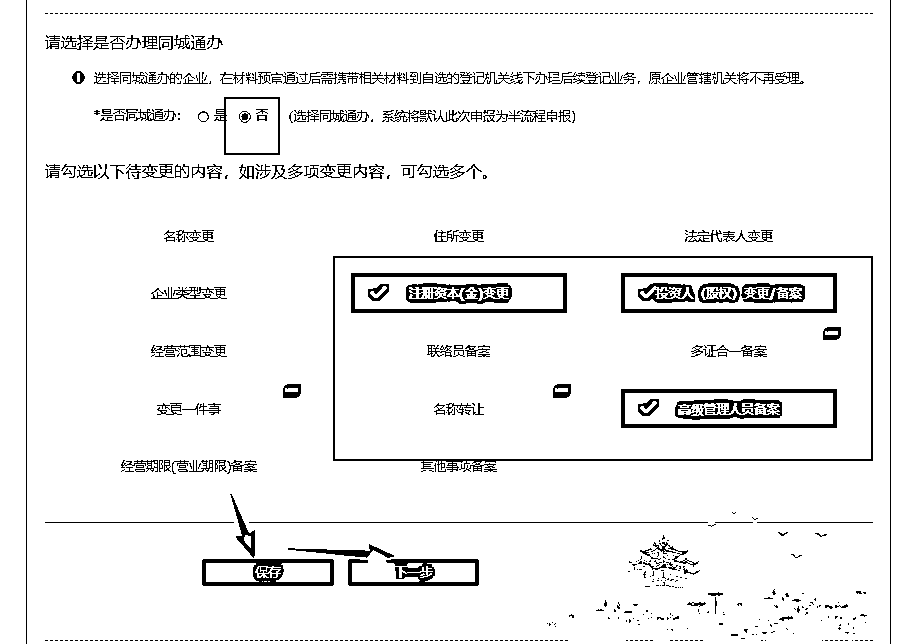 请选择是否办理同城通办
选择同城通办的企业，在材料预审通过后需携带相关材料到自选的登记机关线下办理后续登记业务，原企业管辖机关将不再受理。
*是否同城通办： 是 否 (选择同城通办，系统将默认此次申报为半流程申报)
请勾选以下待变更的内容，如涉及多项变更内容，可勾选多个。
名称变更 住所变更 法定代表人变更
企业类型变更 注册资本(金)变更 投资人（股权）变更/备案
经营范围变更 联络员备案 多证合一备案
变更一件事 名称转让 高级管理人员备案
经营期限(营业期限)备案 其他事项备案
保存 下一步